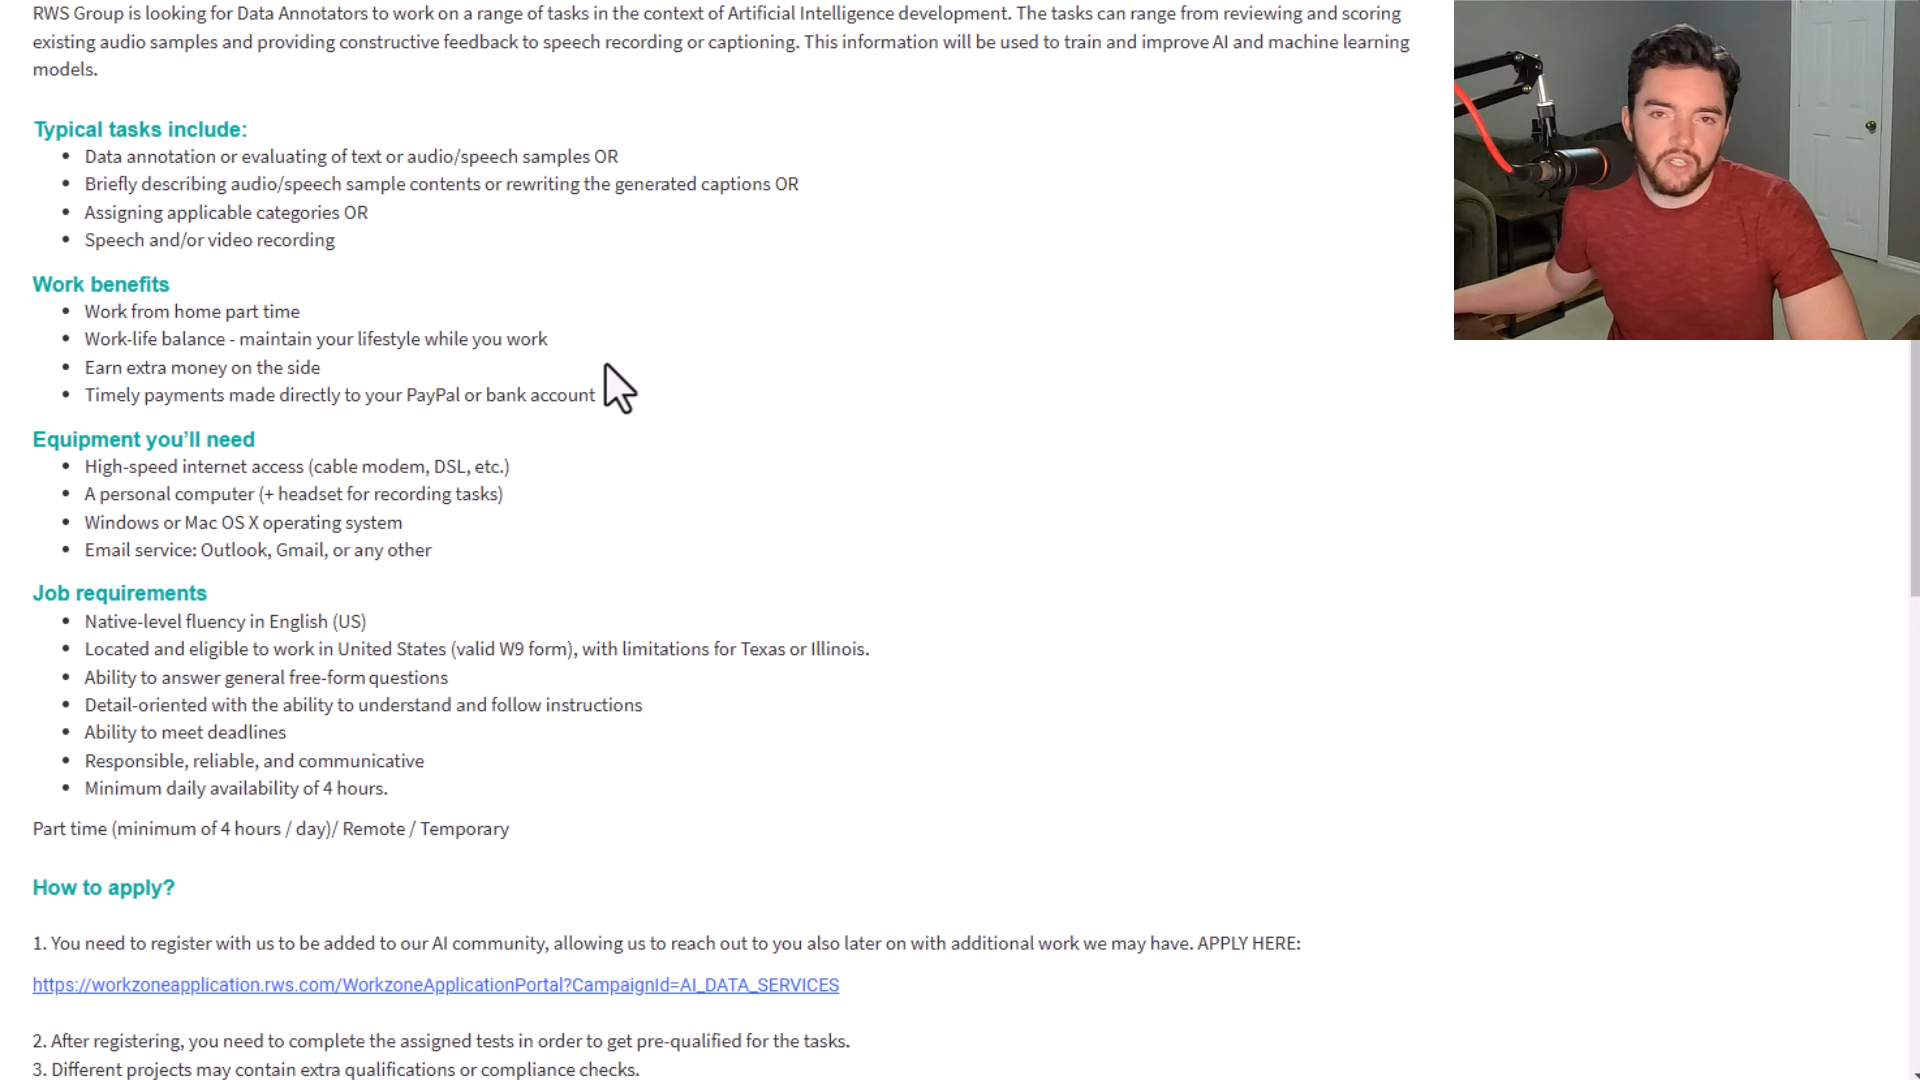 RWS Group is looking for Data Annotators to work on a range of tasks in the context of Artificial Intelligence development. The tasks can range from reviewing and scoring
existing audio samples and providing constructive feedback to speech recording or captioning. This information will be used to train and improve AI and machine learning
models.
Typical tasks include:
• Data annotation or evaluating of text or audio/speech samples OR
• Briefly describing audio/speech sample contents or rewriting the generated captions OR
• Assigning applicable categories OR
• Speech and/or video recording
Work benefits
• Work from home part time
• Work-life balance - maintain your lifestyle while you work
• Earn extra money on the side
• Timely payments made directly to your PayPal or bank account
Equipment you’ll need
• High-speed internet access (cable modem, DSL, etc.)
• A personal computer (+ headset for recording tasks)
• Windows or Mac OS X operating system
• Email service: Outlook, Gmail, or any other
Job requirements
• Native-level fluency in English (US)
• Located and eligible to work in United States (valid W9 form), with limitations for Texas or Illinois.
• Ability to answer general free-form questions
• Detail-oriented with the ability to understand and follow instructions
• Ability to meet deadlines
• Responsible, reliable, and communicative
• Minimum daily availability of 4 hours.
Part time (minimum of 4 hours / day)/ Remote / Temporary
How to apply?
1. You need to register with us to be added to our AI community, allowing us to reach out to you also later on with additional work we may have. APPLY HERE:
https://workzoneapplication.rws.com/WorkzoneApplicationPortal?CampaignId=AI_DATA_SERVICES
2. After registering, you need to complete the assigned tests in order to get pre-qualified for the tasks.
3. Different projects may contain extra qualifications or compliance checks.